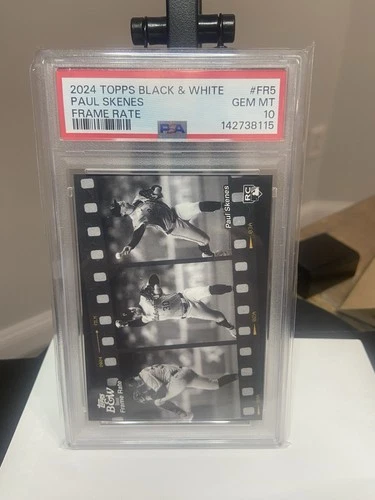 2024 TOPPS BLACK & WHITE #FR5
PAUL SKENES GEM MT
FRAME RATE 10
PSA 142738115
RC
Paul Skenes
Topps
B&W
Frame Rate